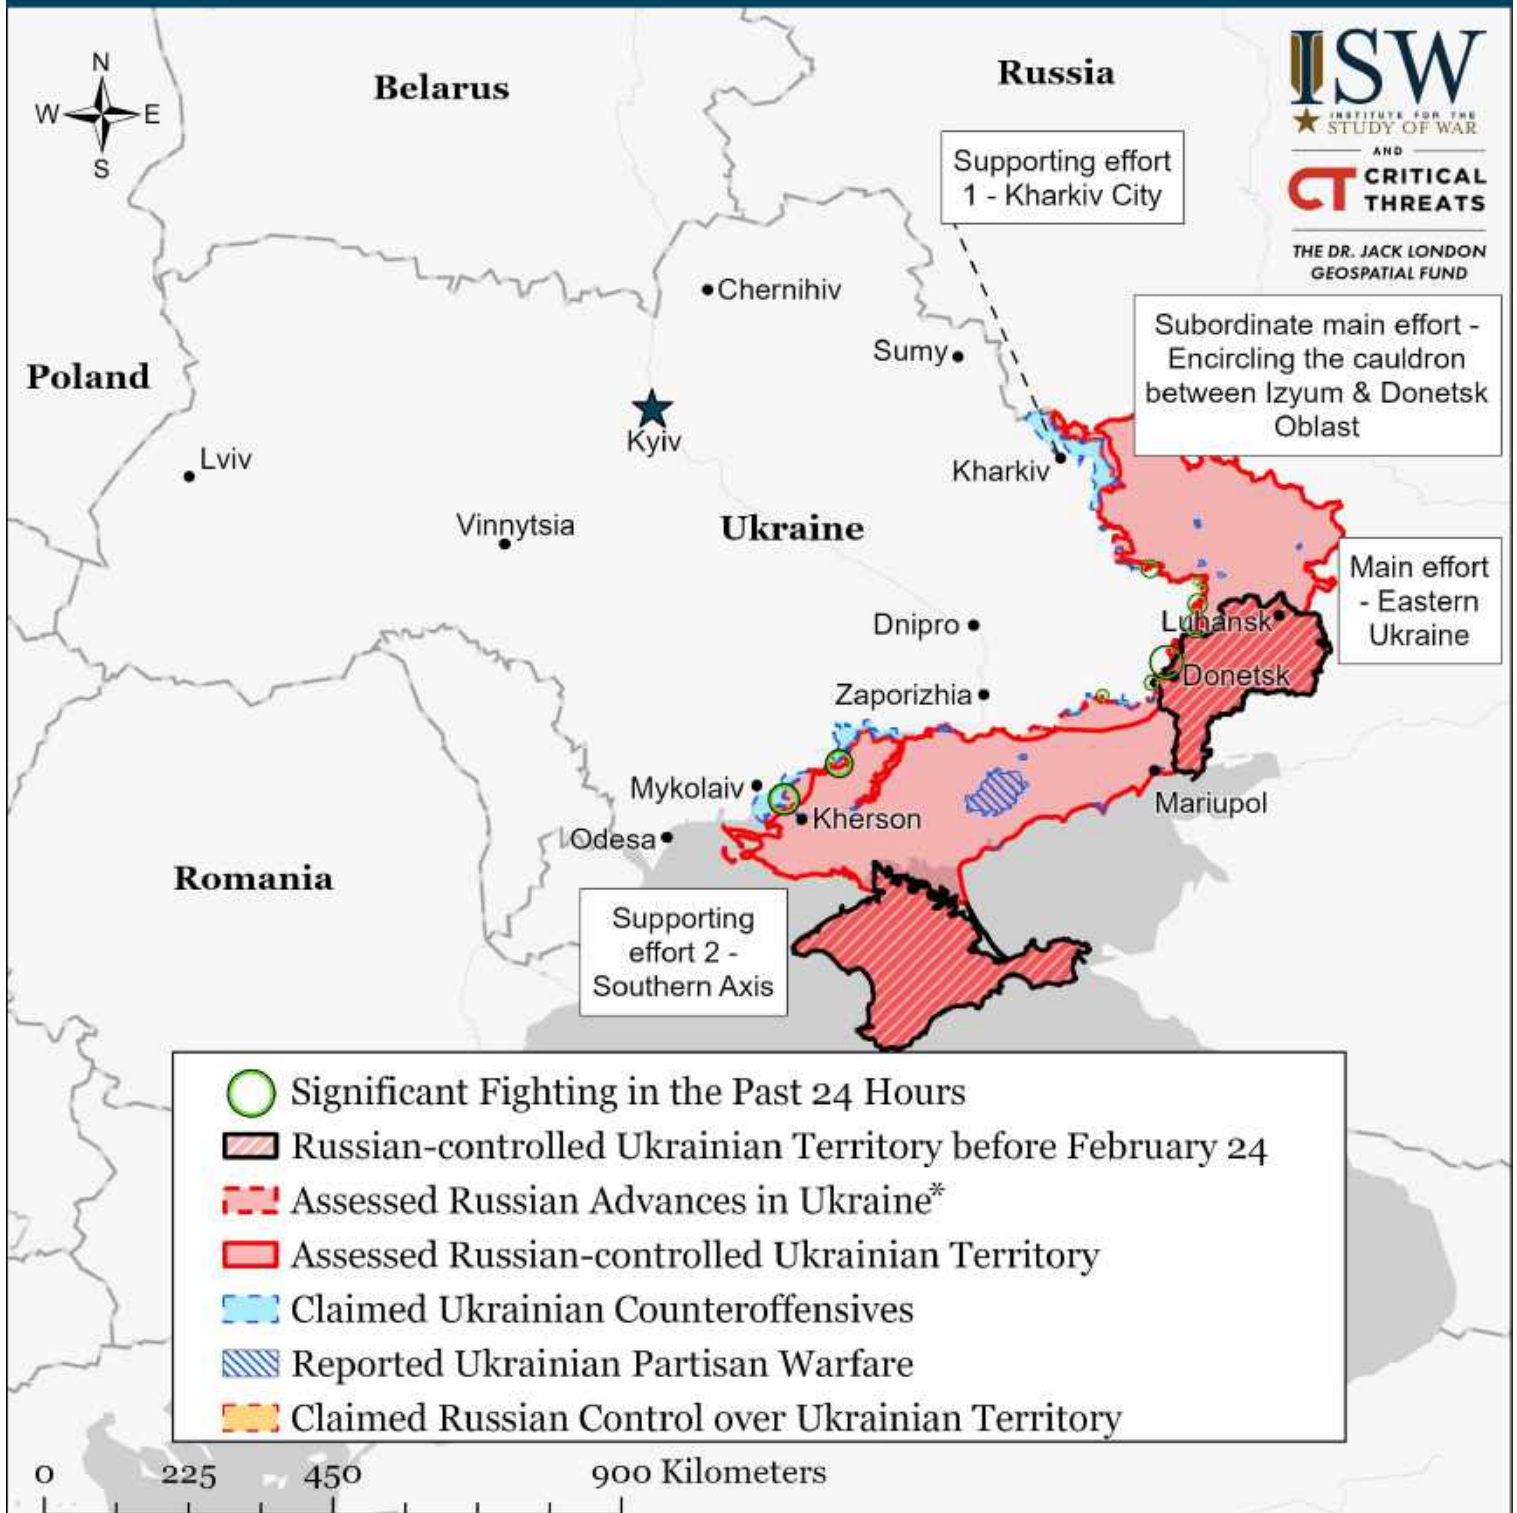 N
W E
S
Belarus
Russia
ISW
INSTITUTE FOR THE
STUDY OF WAR
AND
CT CRITICAL
THREATS
THE DR. JACK LONDON
GEOSPATIAL FUND
Supporting effort
1 - Kharkiv City
Chernihiv
Sumy
Subordinate main effort -
Encircling the cauldron
between Izyum & Donetsk
Oblast
Poland
Kyiv
Lviv
Kharkiv
Vinnytsia
Ukraine
Main effort
- Eastern
Ukraine
Dnipro
Luhansk
Donetsk
Zaporizhia
Mykolaiv
Mariupol
Kherson
Odesa
Romania
Supporting
effort 2 -
Southern Axis
Significant Fighting in the Past 24 Hours
Russian-controlled Ukrainian Territory before February 24
Assessed Russian Advances in Ukraine*
Assessed Russian-controlled Ukrainian Territory
Claimed Ukrainian Counteroffensives
Reported Ukrainian Partisan Warfare
Claimed Russian Control over Ukrainian Territory
0 225 450 900 Kilometers